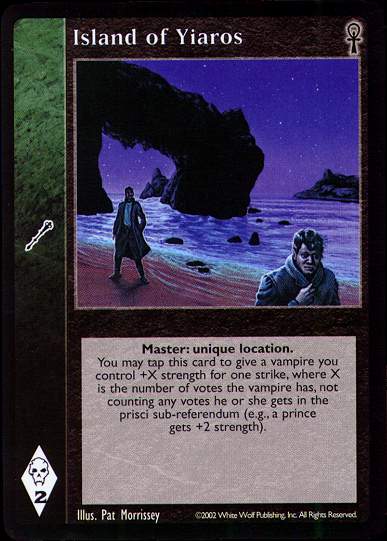 Island of Yiaros
Master: unique location.
You may tap this card to give a vampire you
control +X strength for one strike, where X
is the number of votes the vampire has, not
counting any votes he or she gets in the
prisci sub-referendum (e.g., a prince
gets +2 strength).
2
Illus. Pat Morrissey
©2002 White Wolf Publishing, Inc. All Rights Reserved.